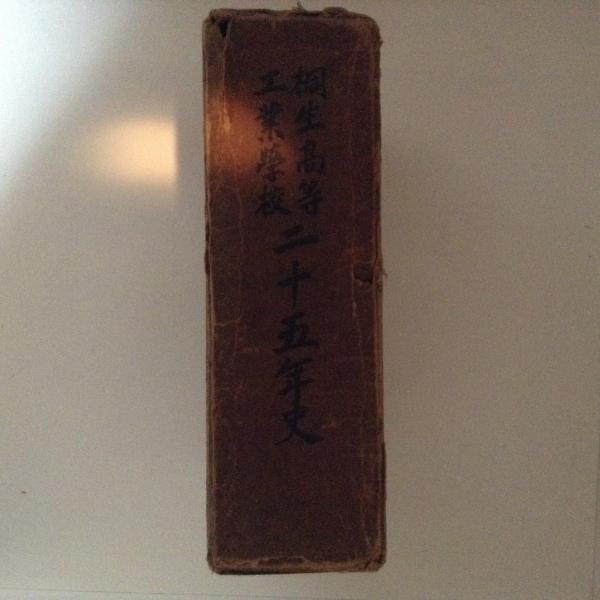 桐生高等
工業學校
二十五年史